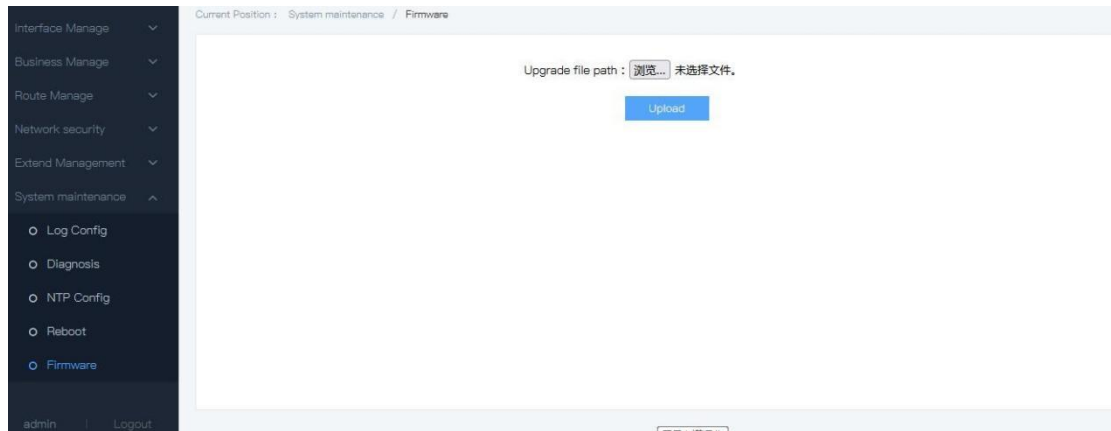 Current Position : System maintenance / Firmware
Interface Manage
Business Manage
Route Manage
Network security
Extend Management
System maintenance
Log Config
Diagnosis
NTP Config
Reboot
Firmware
admin | Logout
Upgrade file path : 浏览... 未选择文件。
Upload